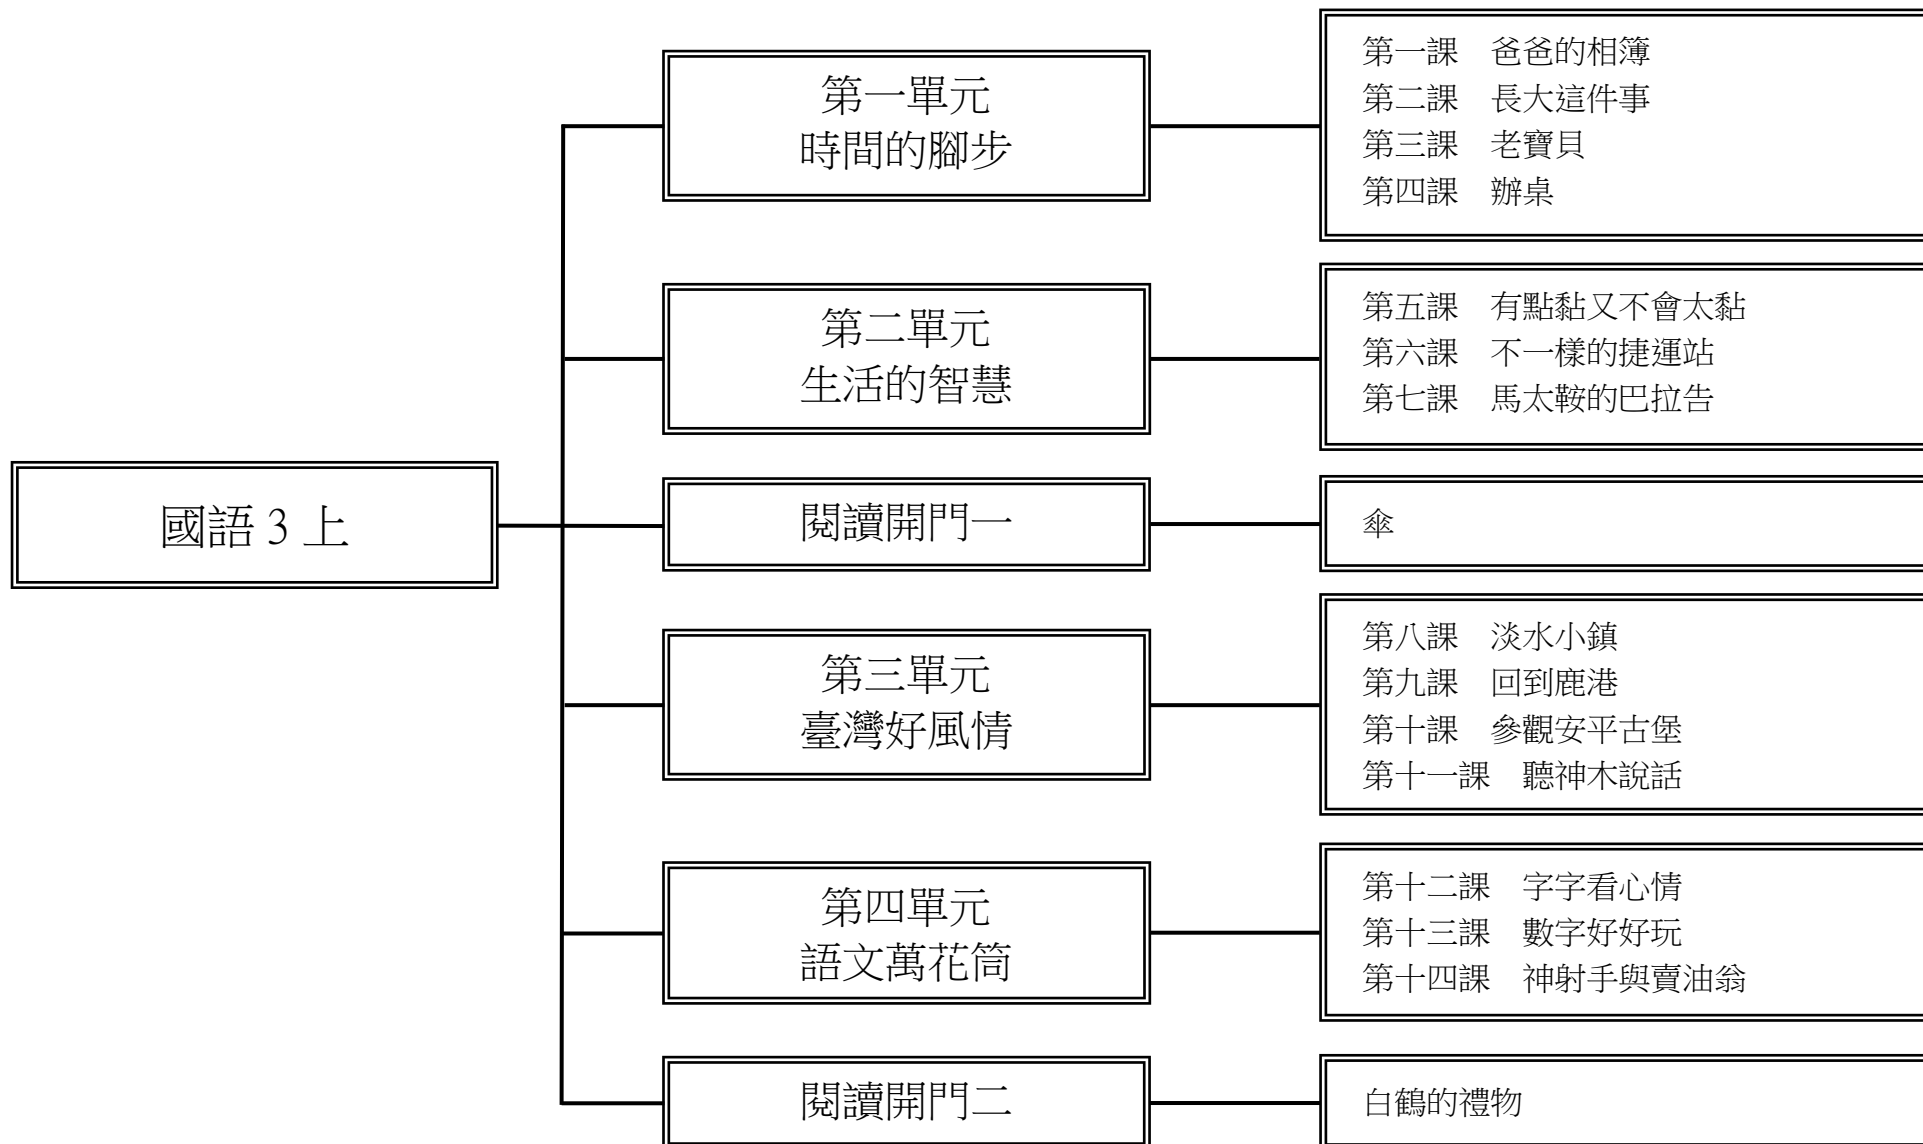 國語 3 上
第一單元
時間的腳步
第一課　爸爸的相簿
第二課　長大這件事
第三課　老寶貝
第四課　辦桌
第二單元
生活的智慧
第五課　有點黏又不會太黏
第六課　不一樣的捷運站
第七課　馬太鞍的巴拉告
閱讀開門一
傘
第三單元
臺灣好風情
第八課　淡水小鎮
第九課　回到鹿港
第十課　參觀安平古堡
第十一課　聽神木說話
第四單元
語文萬花筒
第十二課　字字看心情
第十三課　數字好好玩
第十四課　神射手與賣油翁
閱讀開門二
白鶴的禮物